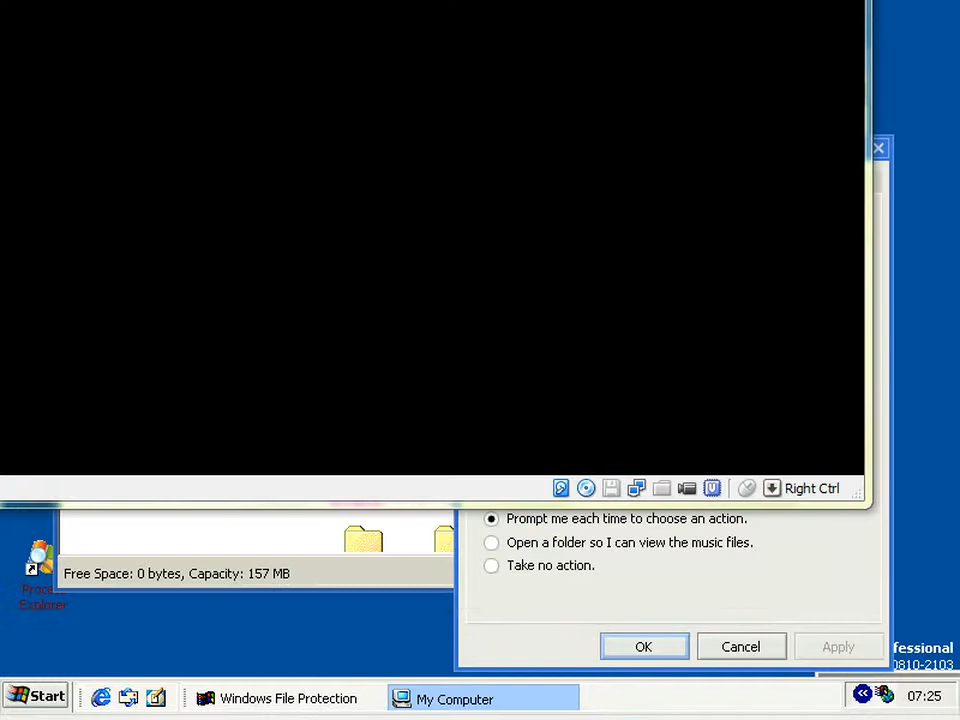 Right Ctrl
Prompt me each time to choose an action.
Open a folder so I can view the music files.
Take no action.
Free Space: 0 bytes, Capacity: 157 MB
Explorer
OK
Cancel
Apply
fessional
0810-2103
Start
Windows File Protection
My Computer
07:25